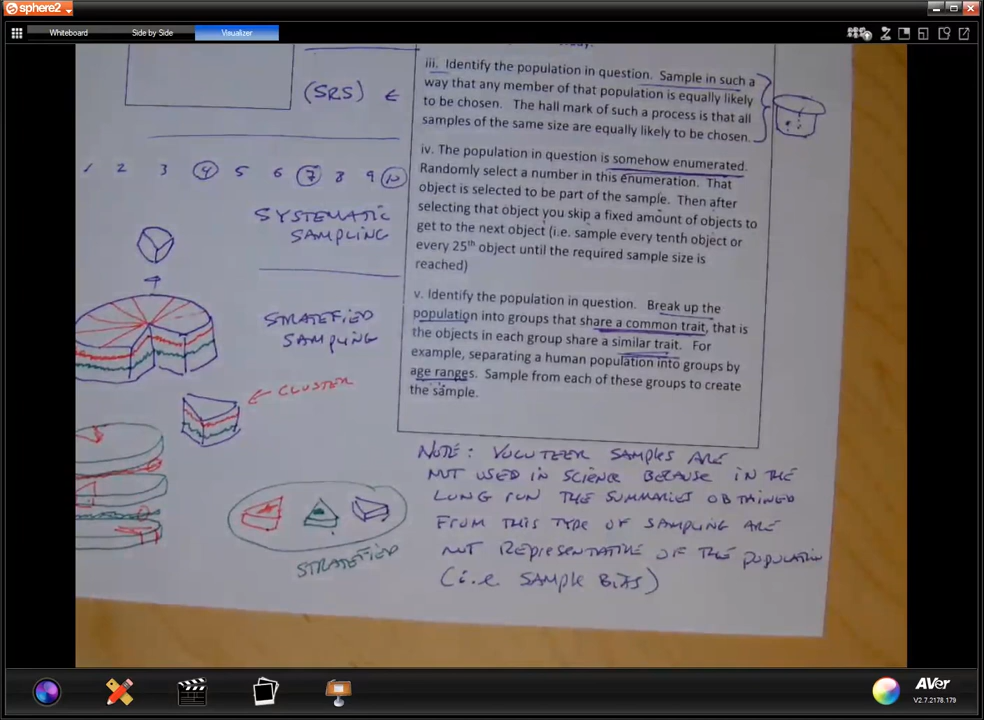 sphere2
Whiteboard
Side by Side
Visualizer
(SRS) ←
1 2 3 4 5 6 7 8 9 10
SYSTEMATIC
SAMPLING
STRATEFIED
SAMPLING
← CLUSTER
STRATEFIED
iii. Identify the population in question. Sample in such a
way that any member of that population is equally likely
to be chosen. The hall mark of such a process is that all
samples of the same size are equally likely to be chosen.
iv. The population in question is somehow enumerated.
Randomly select a number in this enumeration. That
object is selected to be part of the sample. Then after
selecting that object you skip a fixed amount of objects to
get to the next object (i.e. sample every tenth object or
every 25th object until the required sample size is
reached)
v. Identify the population in question. Break up the
population into groups that share a common trait, that is
the objects in each group share a similar trait. For
example, separating a human population into groups by
age ranges. Sample from each of these groups to create
the sample.
NOTE: VOLUTEER SAMPLES ARE
NOT USED IN SCIENCE BECAUSE IN THE
LONG RUN THE SUMMARIES OBTAINED
FROM THIS TYPE OF SAMPLING ARE
NOT REPRESENTATIVE OF THE POPULATION
(i.e. SAMPLE BIAS)
AVer
V2.7.2178.179